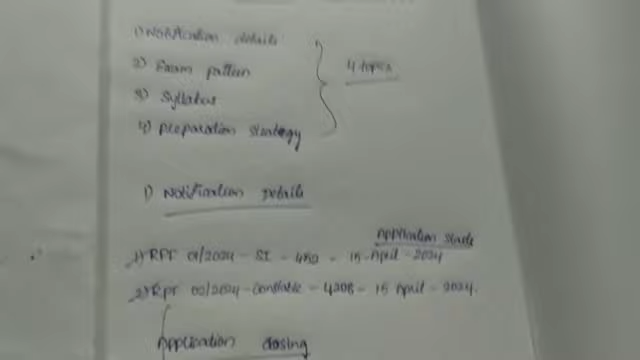 1) Notification details
2) Exam pattern
3) Syllabus
4) preparation strategy
4 topics
1) Notification Details
Application starts
1) RPF 01/2024 - SI - 452 - 15 - April - 2024
2) RPF 02/2024 - Constable - 4208 - 15 April - 2024.
Application closing